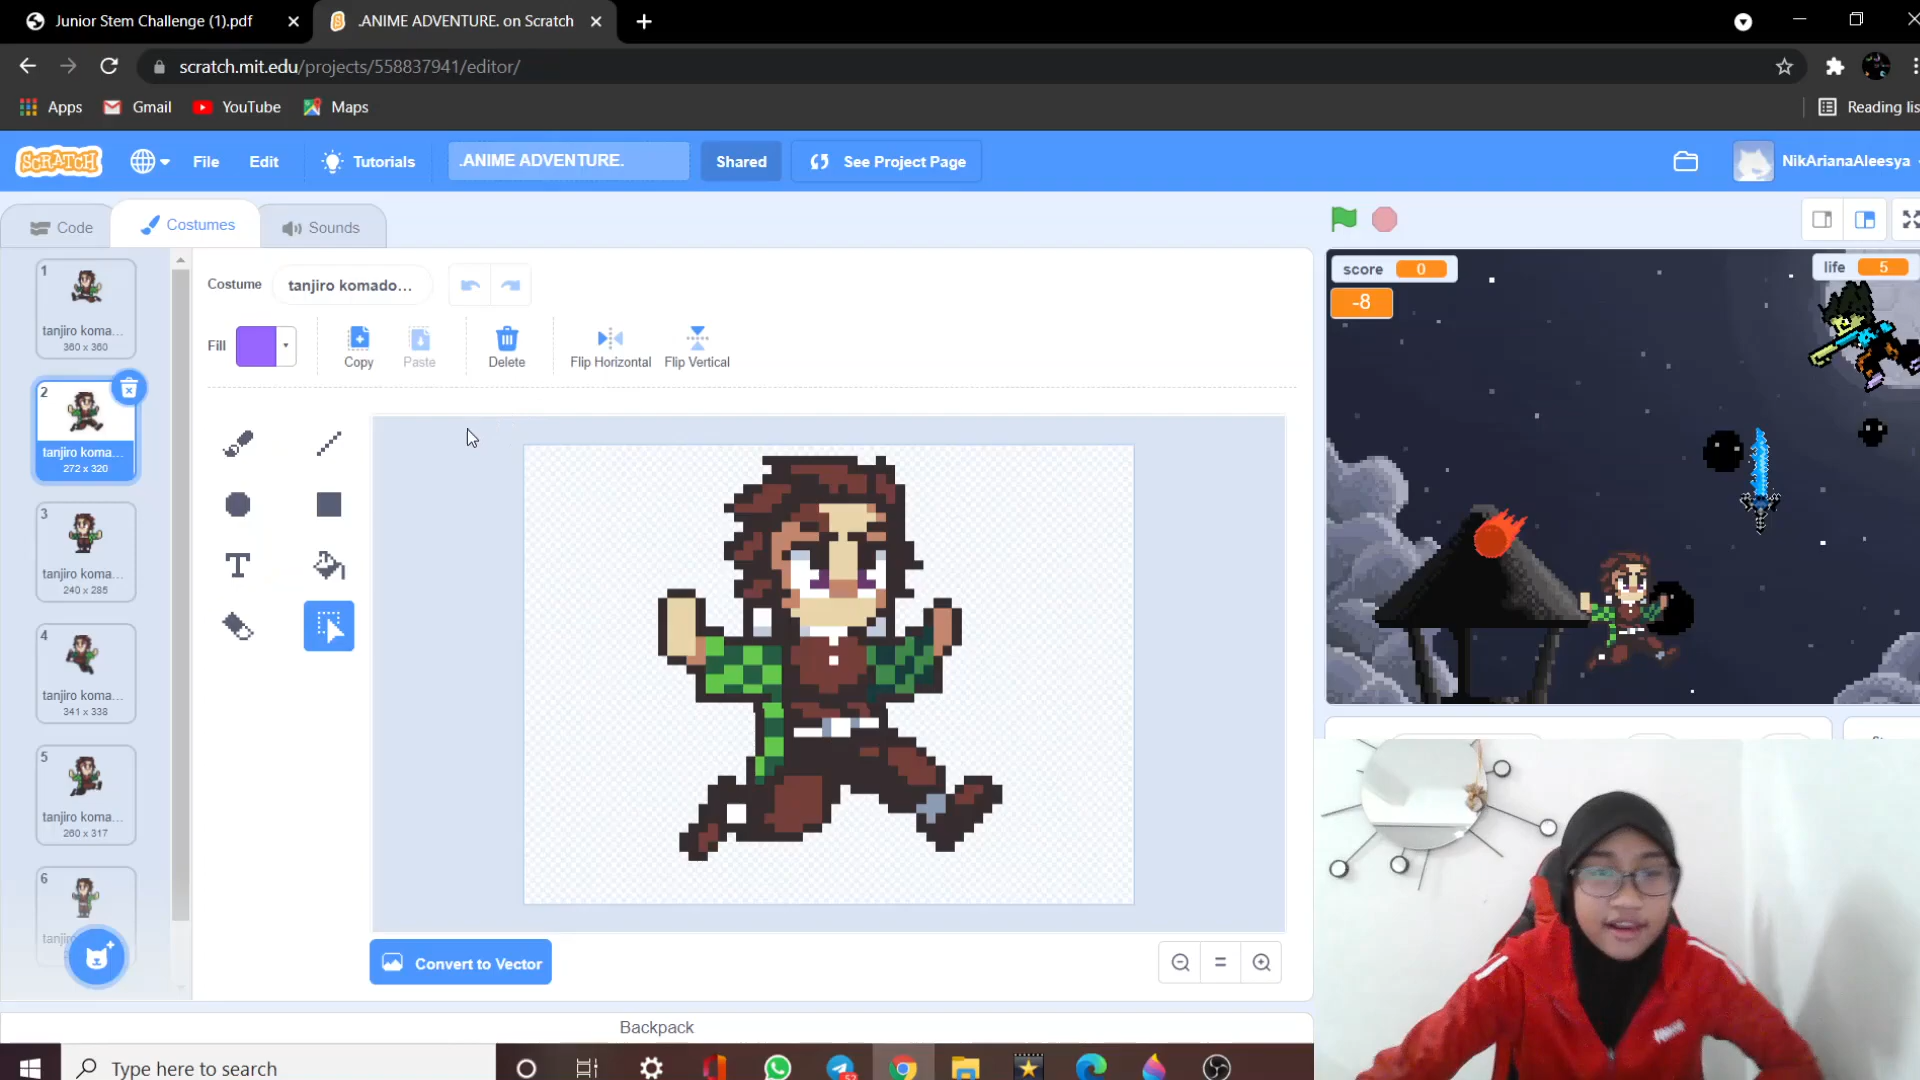 Junior Stem Challenge (1).pdf
.ANIME ADVENTURE. on Scratch
scratch.mit.edu/projects/558837941/editor/
Apps
Gmail
YouTube
Maps
Reading lis
SCRATCH
File
Edit
Tutorials
.ANIME ADVENTURE.
Shared
See Project Page
NikArianaAleesya
Code
Costumes
Sounds
1
tanjiro koma...
360 x 360
2
tanjiro koma...
272 x 320
3
tanjiro koma...
240 x 285
4
tanjiro koma...
341 x 338
5
tanjiro koma...
260 x 317
6
Costume
tanjiro komado...
Fill
Copy
Paste
Delete
Flip Horizontal
Flip Vertical
T
Convert to Vector
=
score 0
-8
life 5
Backpack
Type here to search